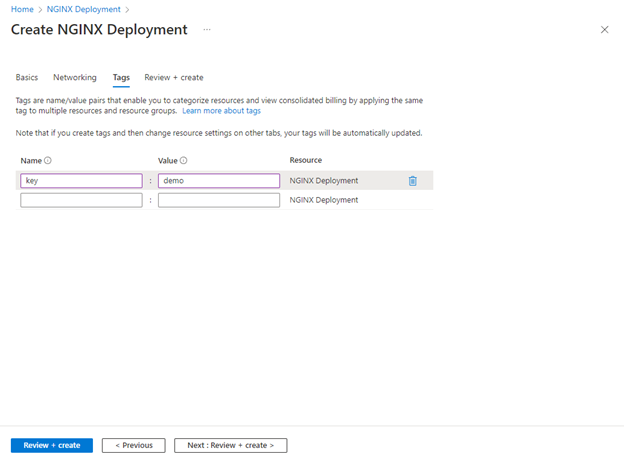 Home > NGINX Deployment >
Create NGINX Deployment ...
Basics Networking Tags Review + create
Tags are name/value pairs that enable you to categorize resources and view consolidated billing by applying the same
tag to multiple resources and resource groups. Learn more about tags
Note that if you create tags and then change resource settings on other tabs, your tags will be automatically updated.
Name Value Resource
key : demo NGINX Deployment
: NGINX Deployment
Review + create < Previous Next : Review + create >